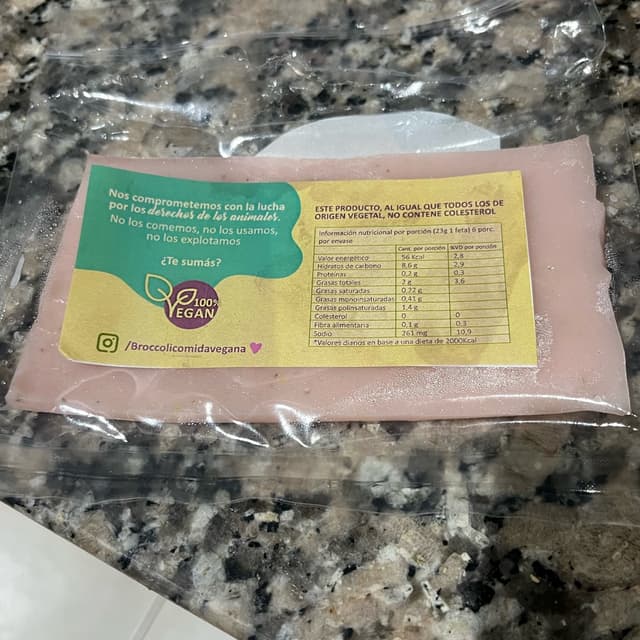 Nos comprometemos con la lucha
por los derechos de los animales.
No los comemos, no los usamos,
no los explotamos
¿Te sumás?
100%
VEGAN
/Broccolicomidavegana
ESTE PRODUCTO, AL IGUAL QUE TODOS LOS DE
ORIGEN VEGETAL, NO CONTIENE COLESTEROL
Información nutricional por porción (23g 1 feta) 6 porc.
por envase
Cant. por porción %VD por porción
Valor energético 56 Kcal 2,8
Hidratos de carbono 8,6 g 2,9
Proteínas 0,2 g 0,3
Grasas totales 2 g 3,6
Grasas saturadas 0,22 g
Grasas monoinsaturadas 0,41 g
Grasas polinsaturadas 1,4 g
Colesterol 0 0
Fibra alimentaria 0,1 g 0,3
Sodio 261 mg 10,9
*Valores diarios en base a una dieta de 2000Kcal